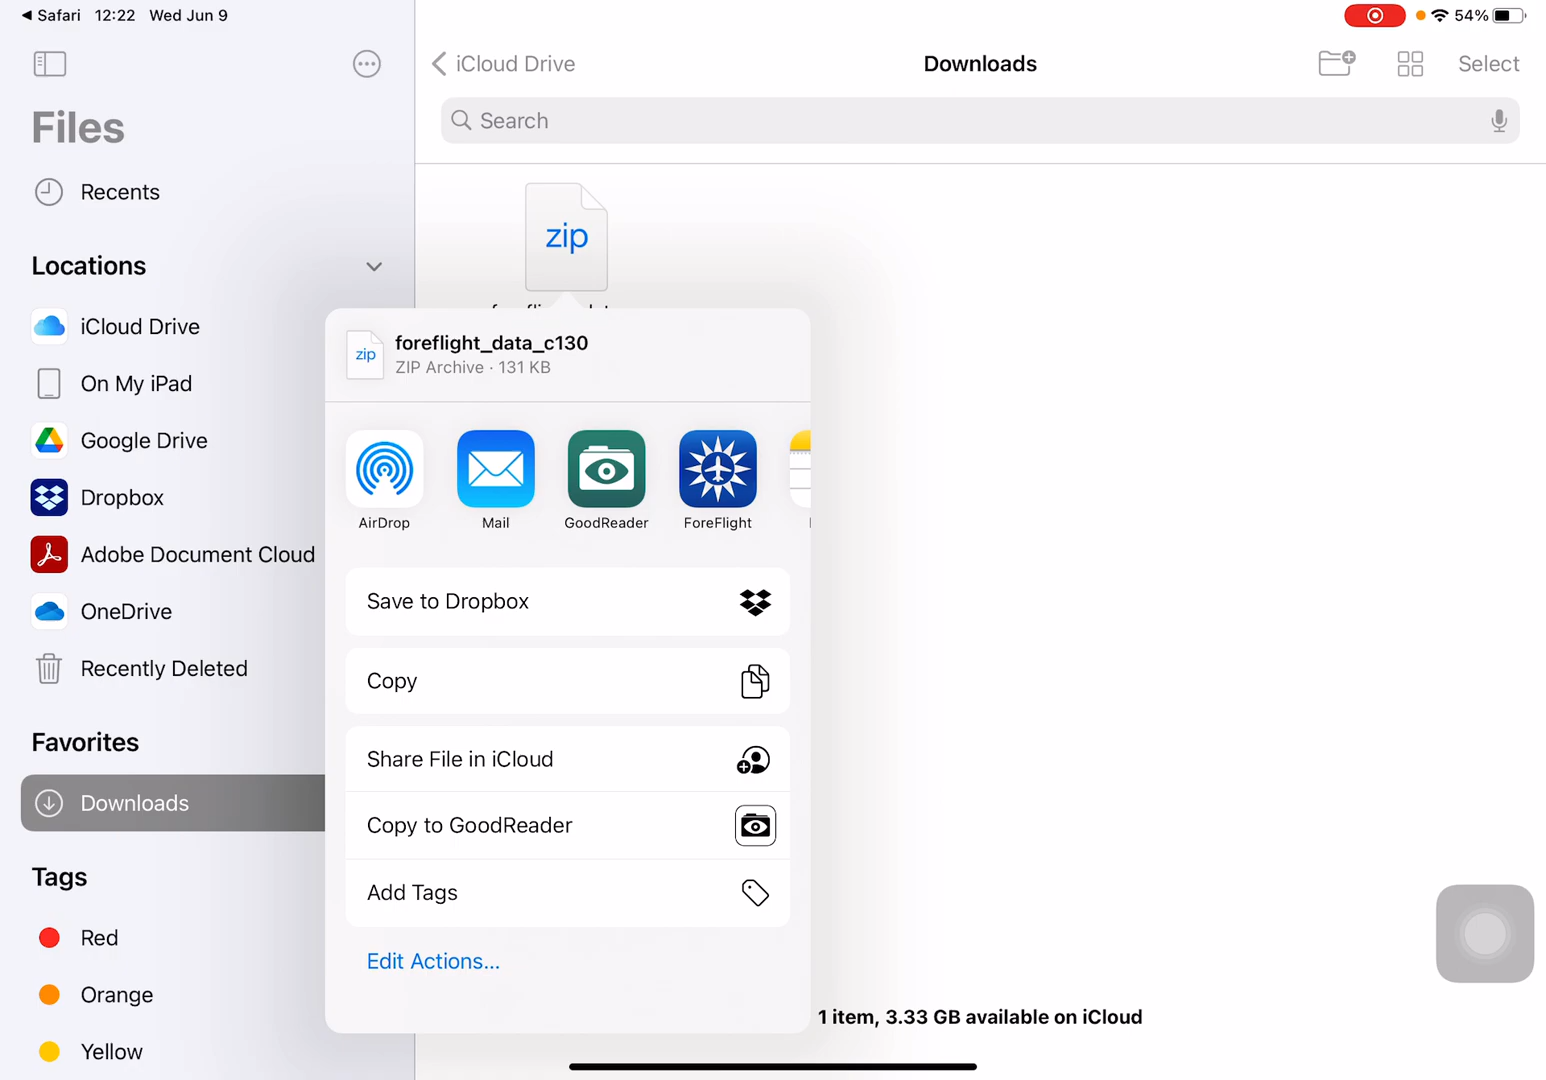 Safari 12:22 Wed Jun 9
54%
Files
Recents
Locations
iCloud Drive
On My iPad
Google Drive
Dropbox
Adobe Document Cloud
OneDrive
Recently Deleted
Favorites
Downloads
Tags
Red
Orange
Yellow
iCloud Drive
Downloads
Select
Search
zip
zip
foreflight_data_c130
ZIP Archive · 131 KB
AirDrop
Mail
GoodReader
ForeFlight
Save to Dropbox
Copy
Share File in iCloud
Copy to GoodReader
Add Tags
Edit Actions...
1 item, 3.33 GB available on iCloud